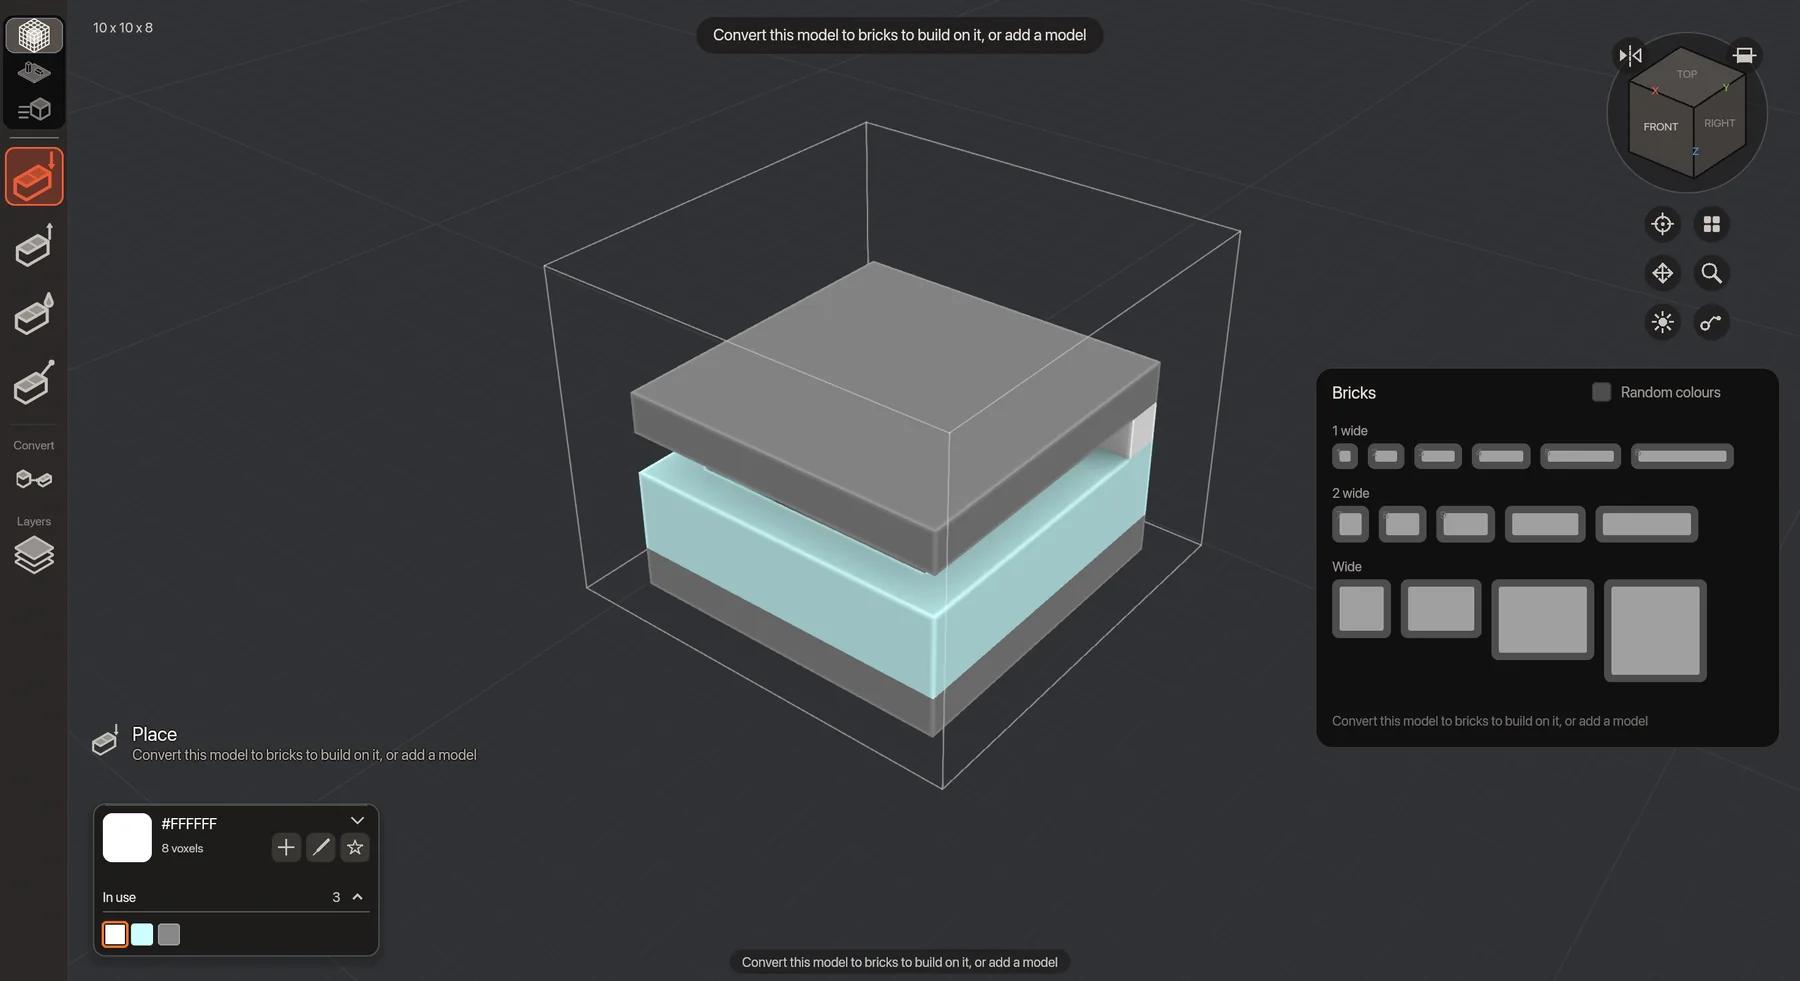 10 x 10 x 8
Convert this model to bricks to build on it, or add a model
TOP
X
Y
FRONT
RIGHT
Z
Bricks
Random colours
1 wide
2 wide
Wide
Convert this model to bricks to build on it, or add a model
Convert
Layers
Place
Convert this model to bricks to build on it, or add a model
#FFFFFF
8 voxels
In use
3
Convert this model to bricks to build on it, or add a model